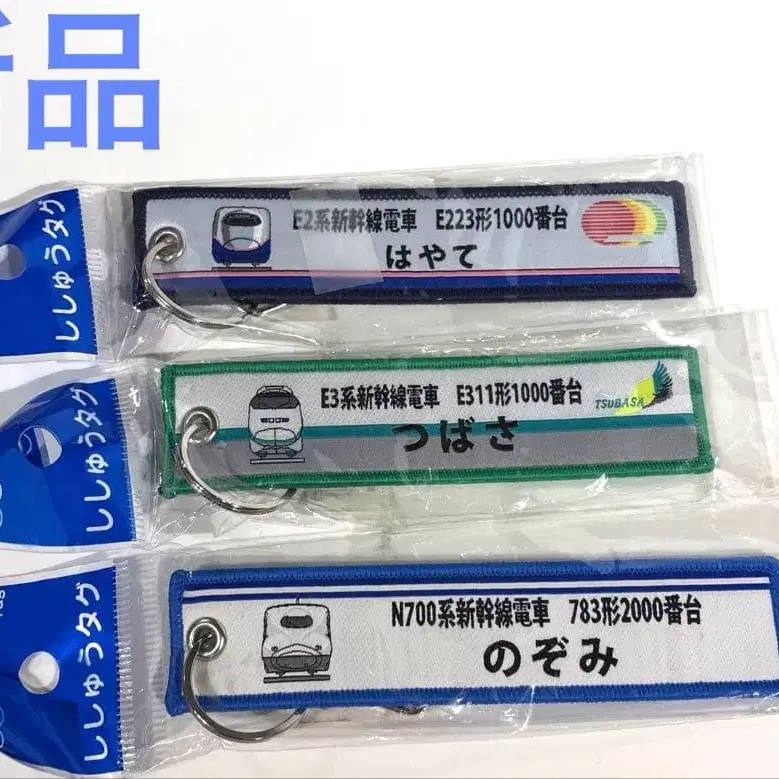 新品
ししゅうタグ
E2系新幹線電車 E223形1000番台
はやて
ししゅうタグ
E3系新幹線電車 E311形1000番台
つばさ
TSUBASA
ししゅうタグ
N700系新幹線電車 783形2000番台
のぞみ